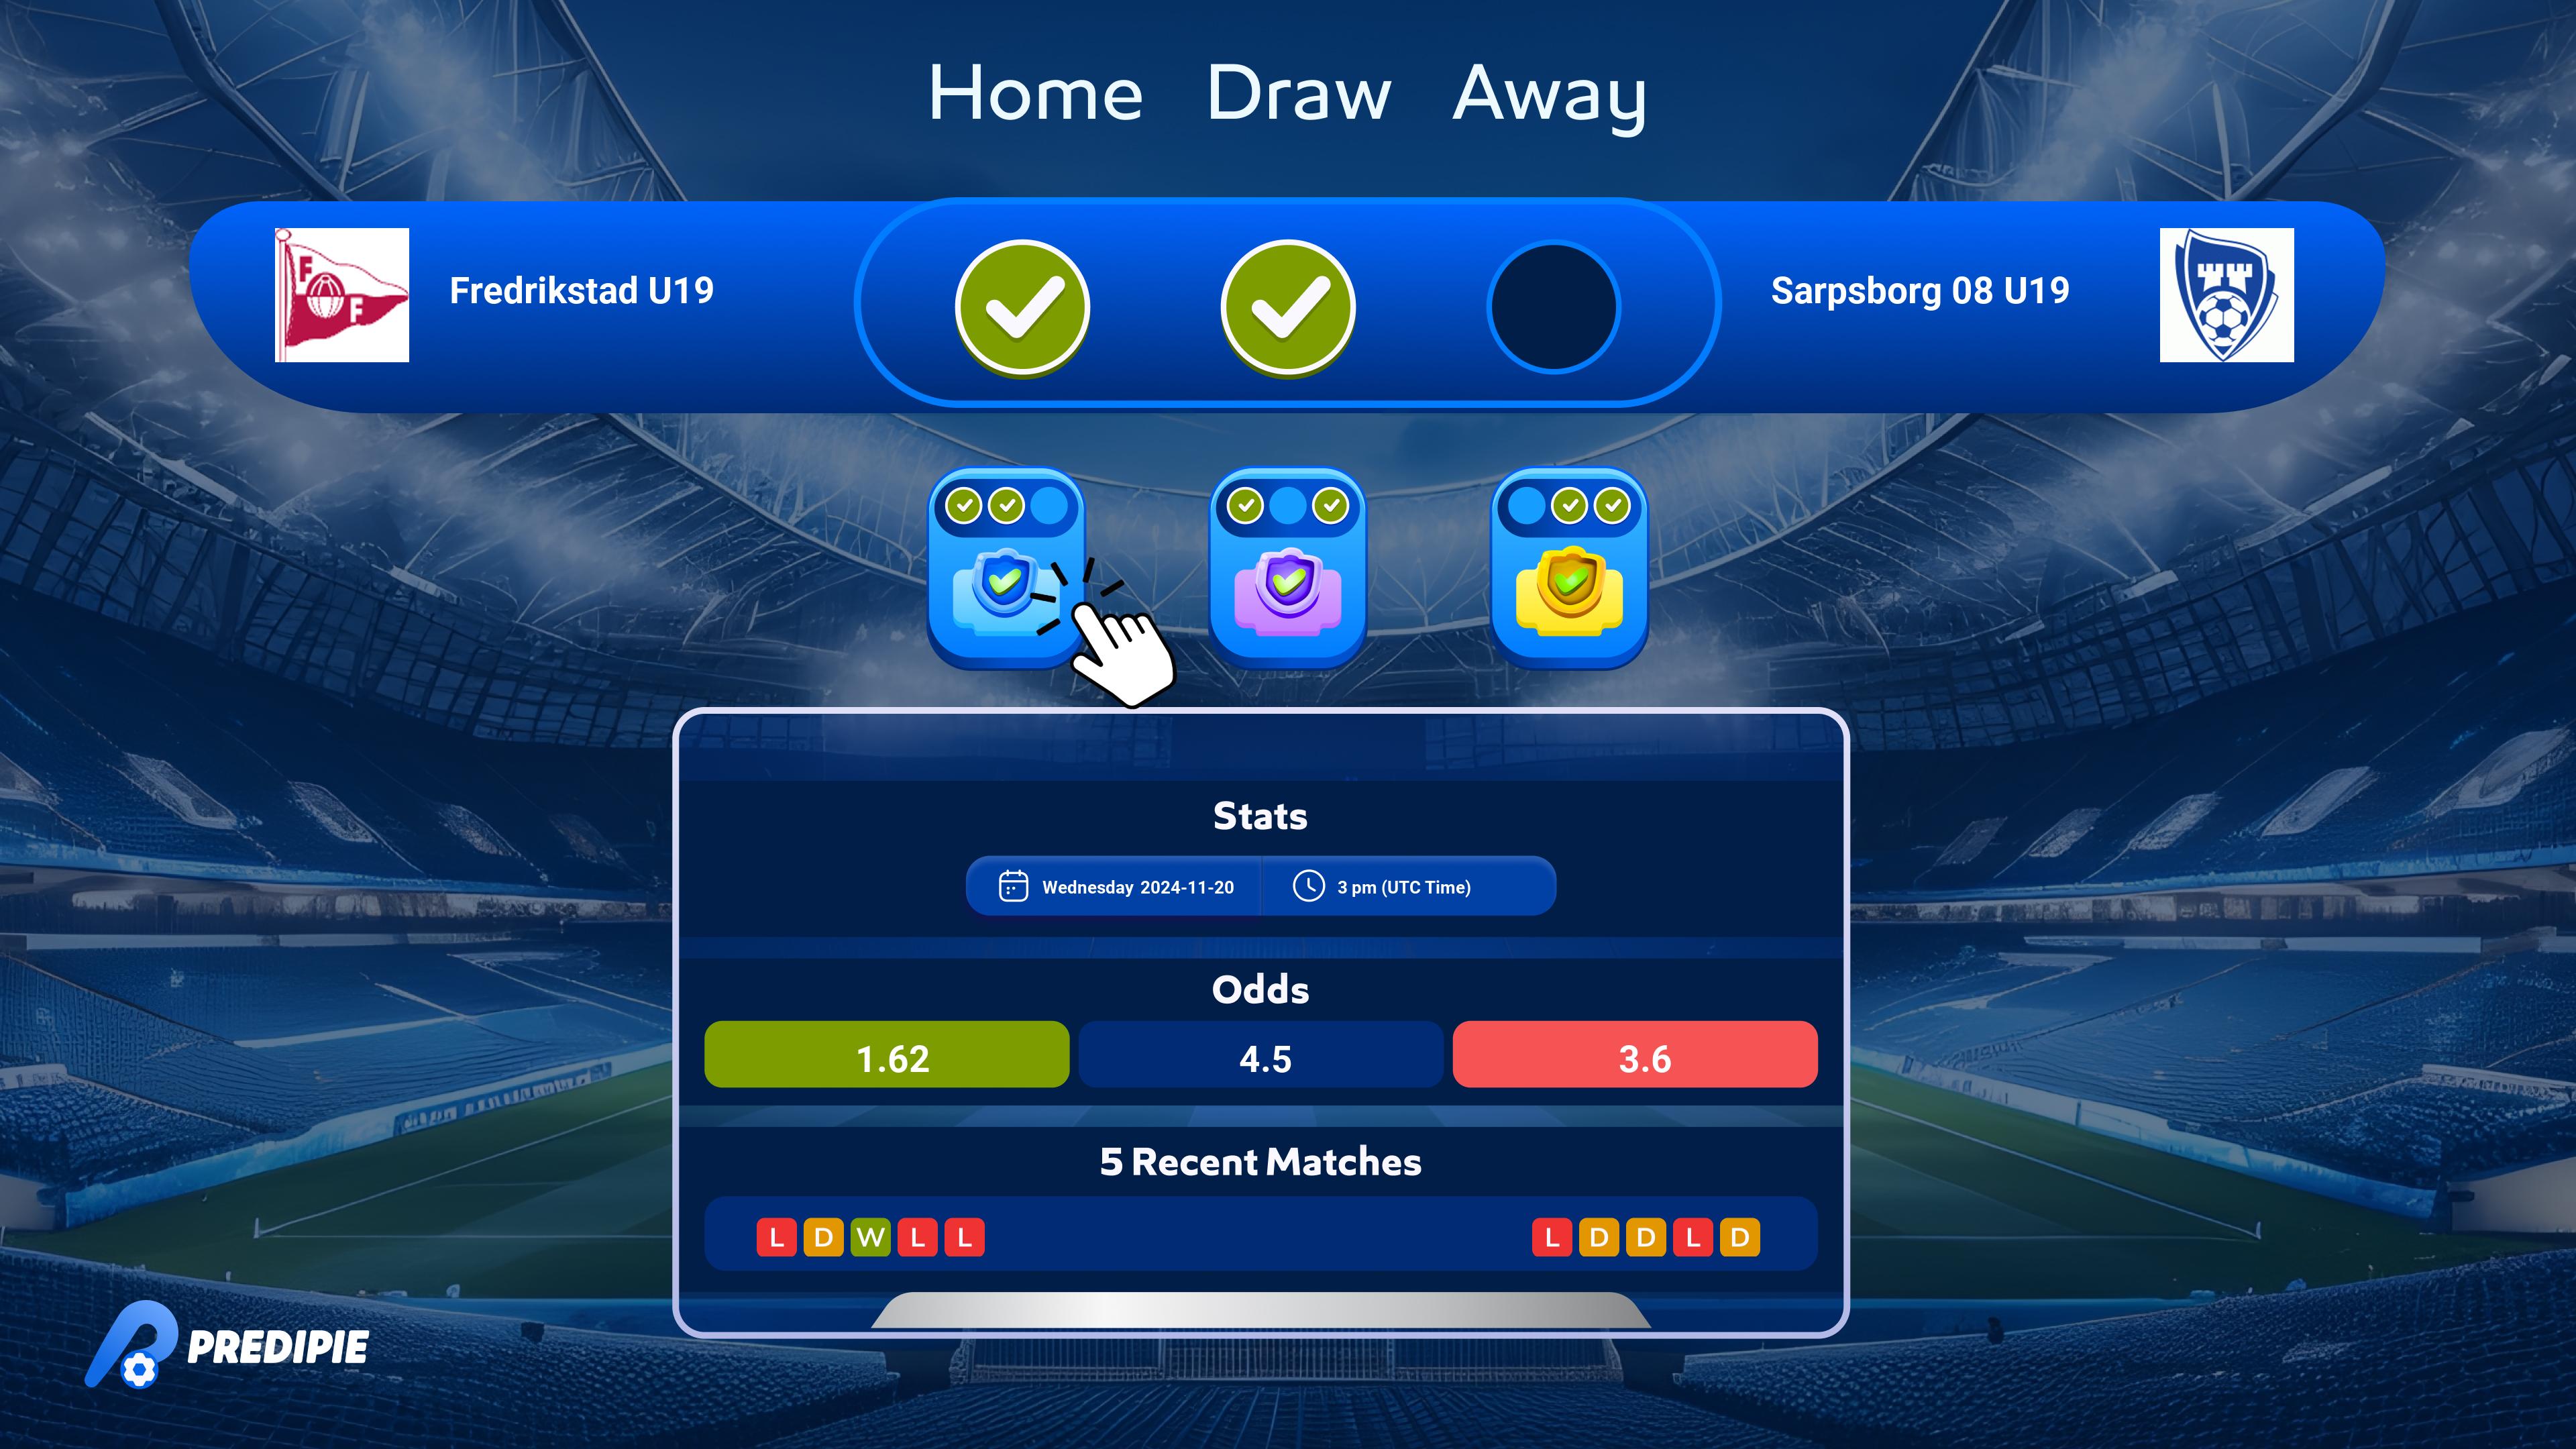 Home Draw Away
F
F
Fredrikstad U19
Sarpsborg 08 U19
Stats
Wednesday 2024-11-20
3 pm (UTC Time)
Odds
1.62 4.5 3.6
5 Recent Matches
L D W L L
L D D L D
PREDIPIE